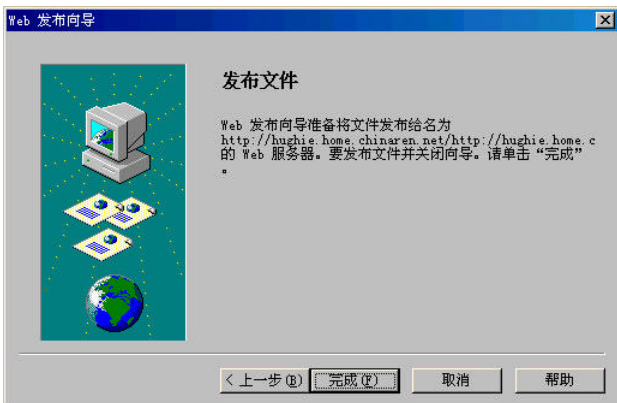 Web 发布向导
发布文件
Web 发布向导准备将文件发布给名为
http://hughie.home.chinaren.net/http://hughie.home.c
的 Web 服务器。要发布文件并关闭向导。请单击“完成”
。
< 上一步(B) 完成(F) 取消 帮助